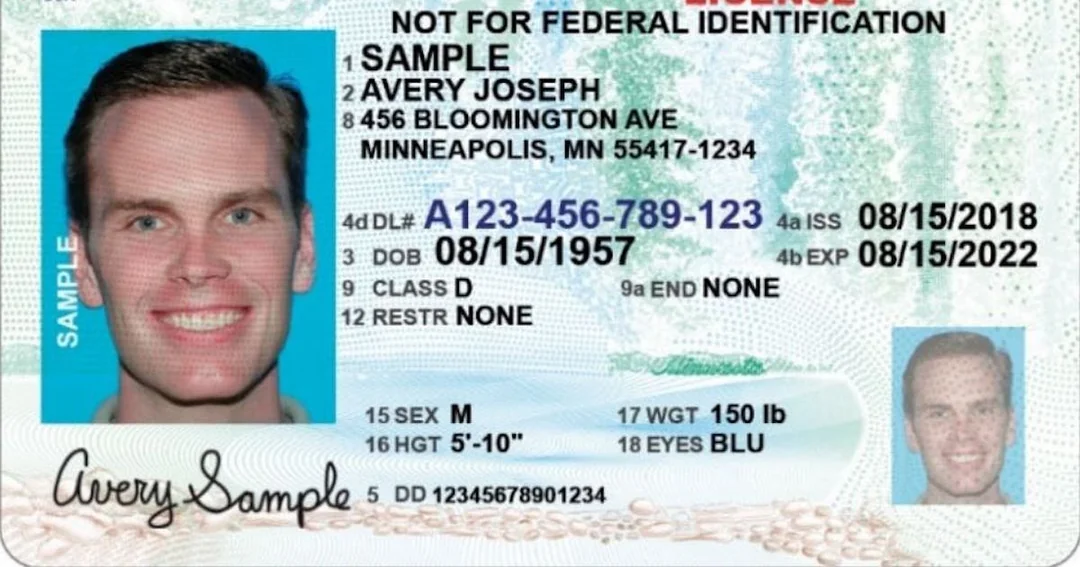 NOT FOR FEDERAL IDENTIFICATION
1 SAMPLE
2 AVERY JOSEPH
8 456 BLOOMINGTON AVE
MINNEAPOLIS, MN 55417-1234
4d DL# A123-456-789-123 4a ISS 08/15/2018
3 DOB 08/15/1957 4b EXP 08/15/2022
9 CLASS D 9a END NONE
12 RESTR NONE
SAMPLE
Minnesota
15 SEX M 17 WGT 150 lb
16 HGT 5'-10" 18 EYES BLU
Avery Sample 5 DD 12345678901234